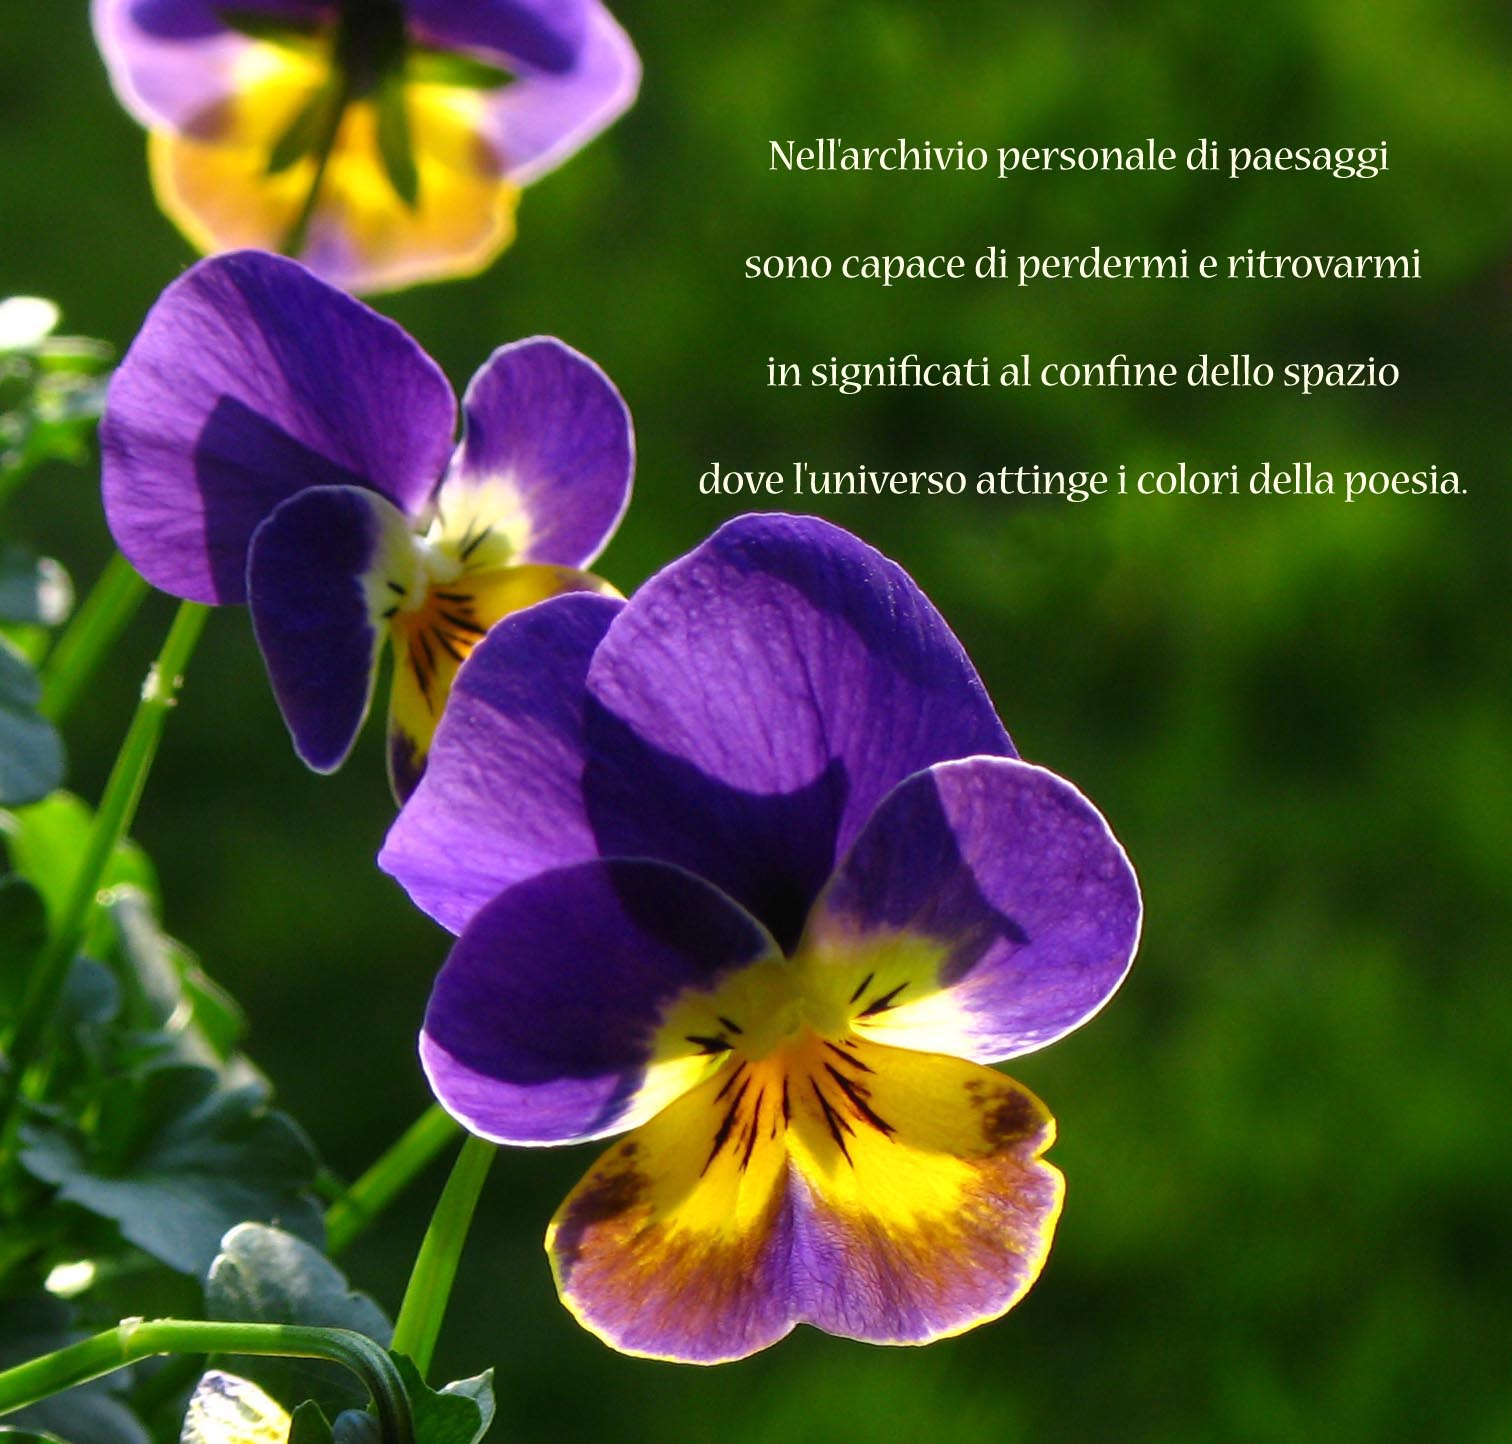 Nell'archivio personale di paesaggi
sono capace di perdermi e ritrovarmi
in significati al confine dello spazio
dove l'universo attinge i colori della poesia.